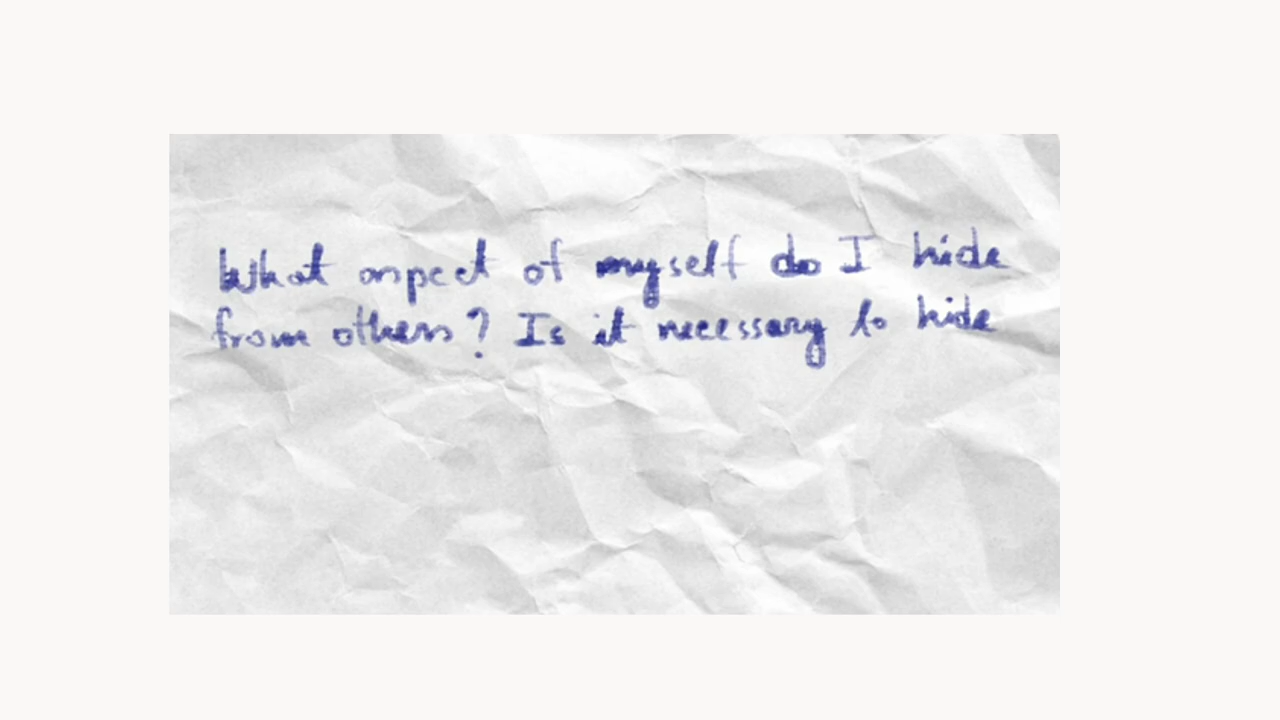 What aspect of myself do I hide
from others? Is it necessary to hide